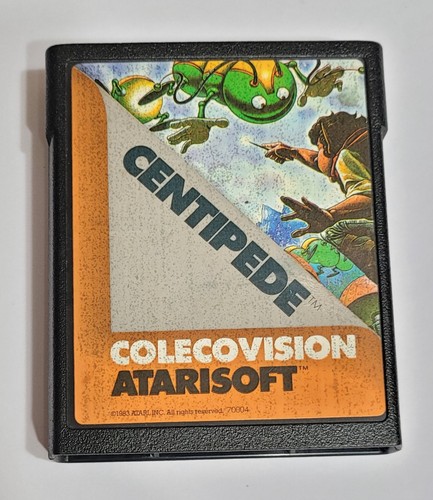 CENTIPEDE™
COLECOVISION
ATARISOFT™
©1983 ATARI, INC. All rights reserved. 70004